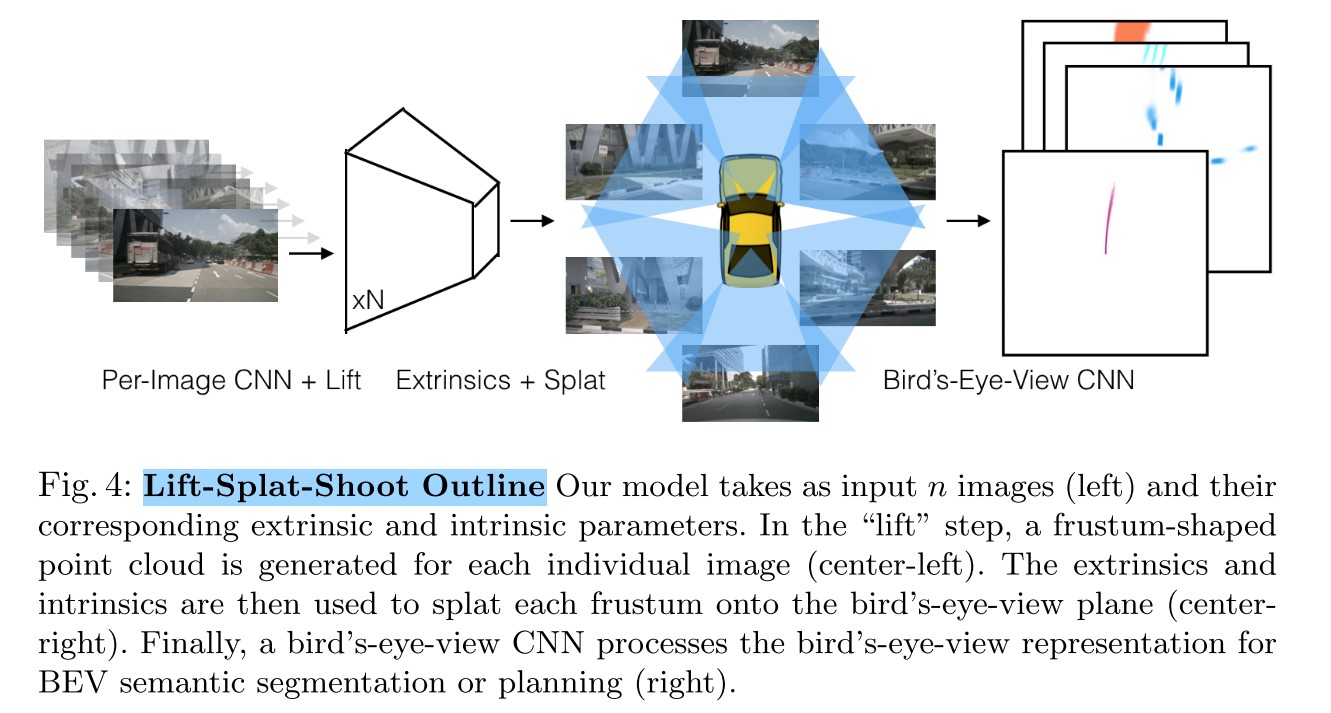 xN
Per-Image CNN + Lift
Extrinsics + Splat
Bird's-Eye-View CNN
Fig. 4: Lift-Splat-Shoot Outline Our model takes as input n images (left) and their
corresponding extrinsic and intrinsic parameters. In the “lift” step, a frustum-shaped
point cloud is generated for each individual image (center-left). The extrinsics and
intrinsics are then used to splat each frustum onto the bird’s-eye-view plane (center-
right). Finally, a bird’s-eye-view CNN processes the bird’s-eye-view representation for
BEV semantic segmentation or planning (right).